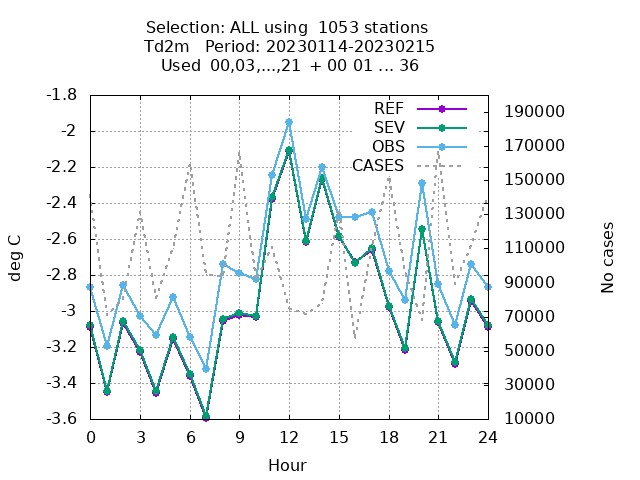 Selection: ALL using  1053 stations
Td2m   Period: 20230114-20230215
Used  00,03,...,21  + 00 01 ... 36
-1.8
-2
-2.2
-2.4
-2.6
-2.8
-3
-3.2
-3.4
-3.6
deg C
REF
SEV
OBS
CASES
190000
170000
150000
130000
110000
90000
70000
50000
30000
10000
No cases
0 3 6 9 12 15 18 21 24
Hour